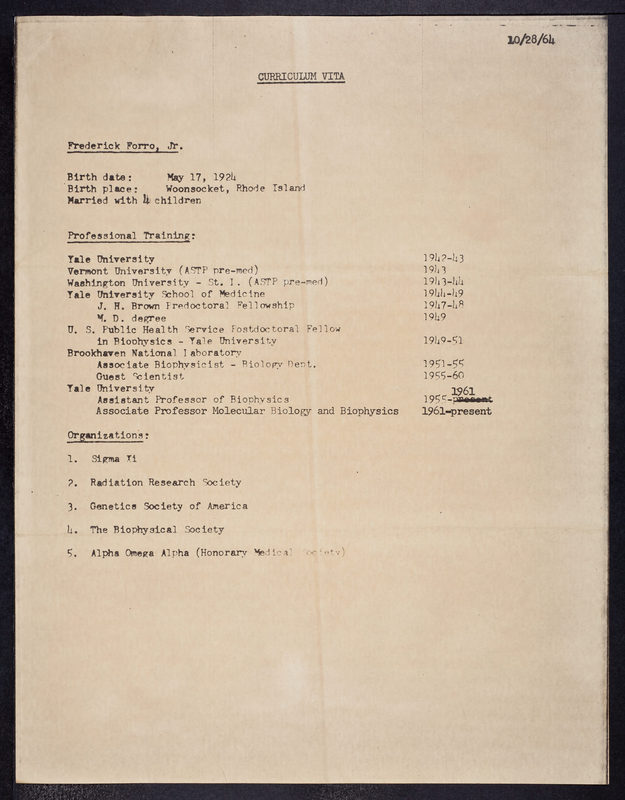 10/28/64
CURRICULUM VITA
Frederick Forro, Jr.
Birth date: May 17, 1924
Birth place: Woonsocket, Rhode Island
Married with 4 children
Professional Training:
Yale University 1942-43
Vermont University (ASTP pre-med) 1943
Washington University - St. L. (ASTP pre-med) 1943-44
Yale University School of Medicine 1944-49
J. H. Brown Predoctoral Fellowship 1947-48
M. D. degree 1949
U. S. Public Health Service Postdoctoral Fellow
in Biophysics - Yale University 1949-51
Brookhaven National Laboratory
Associate Biophysicist - Biology Dept. 1951-55
Guest Scientist 1955-60
Yale University 1961
Assistant Professor of Biophysics 1955-present
Associate Professor Molecular Biology and Biophysics 1961-present
Organizations:
1. Sigma Xi
2. Radiation Research Society
3. Genetics Society of America
4. The Biophysical Society
5. Alpha Omega Alpha (Honorary Medical Society)